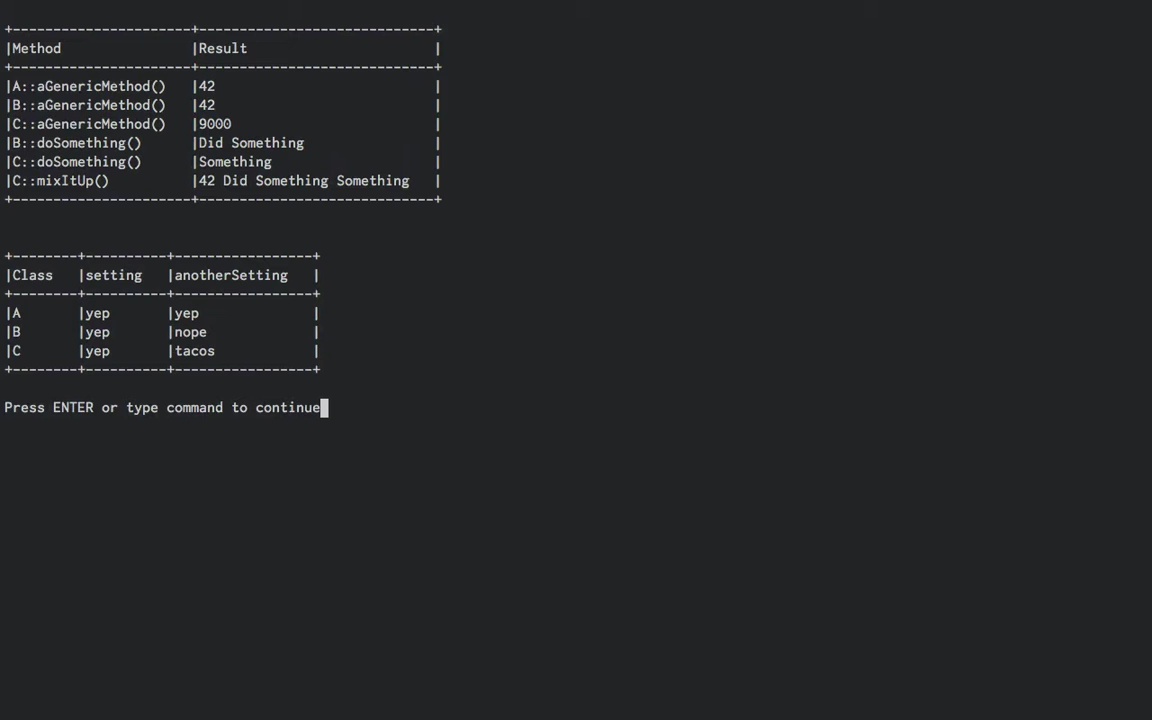 +----------------------+-----------------------------+
|Method                |Result                       |
+----------------------+-----------------------------+
|A::aGenericMethod()   |42                           |
|B::aGenericMethod()   |42                           |
|C::aGenericMethod()   |9000                         |
|B::doSomething()      |Did Something                |
|C::doSomething()      |Something                    |
|C::mixItUp()          |42 Did Something Something   |
+----------------------+-----------------------------+
+--------+----------+-----------------+
|Class   |setting   |anotherSetting   |
+--------+----------+-----------------+
|A       |yep       |yep              |
|B       |yep       |nope             |
|C       |yep       |tacos            |
+--------+----------+-----------------+
Press ENTER or type command to continue